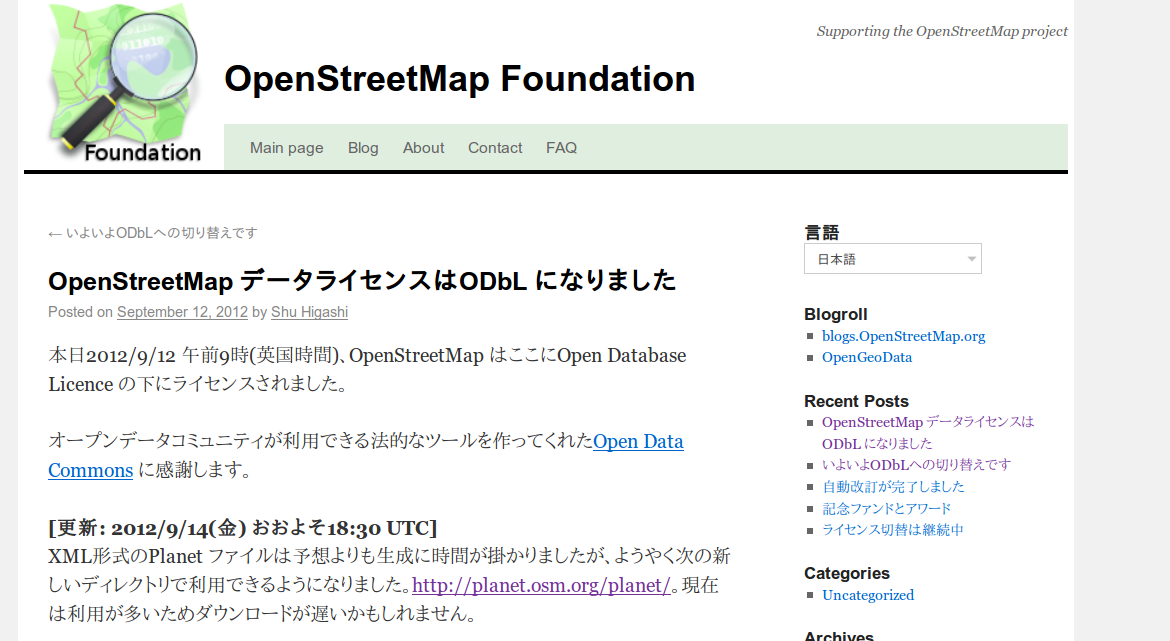 Supporting the OpenStreetMap project
OpenStreetMap Foundation
Foundation
Main page Blog About Contact FAQ
← いよいよODbLへの切り替えです
OpenStreetMap データライセンスはODbL になりました
Posted on September 12, 2012 by Shu Higashi
本日2012/9/12 午前9時(英国時間)、OpenStreetMap はここにOpen Database
Licence の下にライセンスされました。
オープンデータコミュニティが利用できる法的なツールを作ってくれたOpen Data
Commons に感謝します。
[更新: 2012/9/14(金) おおよそ18:30 UTC]
XML形式のPlanet ファイルは予想よりも生成に時間が掛かりましたが、ようやく次の新
しいディレクトリで利用できるようになりました。http://planet.osm.org/planet/。現在
は利用が多いためダウンロードが遅いかもしれません。
言語
日本語
Blogroll
blogs.OpenStreetMap.org
OpenGeoData
Recent Posts
OpenStreetMap データライセンスは
ODbL になりました
いよいよODbLへの切り替えです
自動改訂が完了しました
記念ファンドとアワード
ライセンス切替は継続中
Categories
Uncategorized
Archives